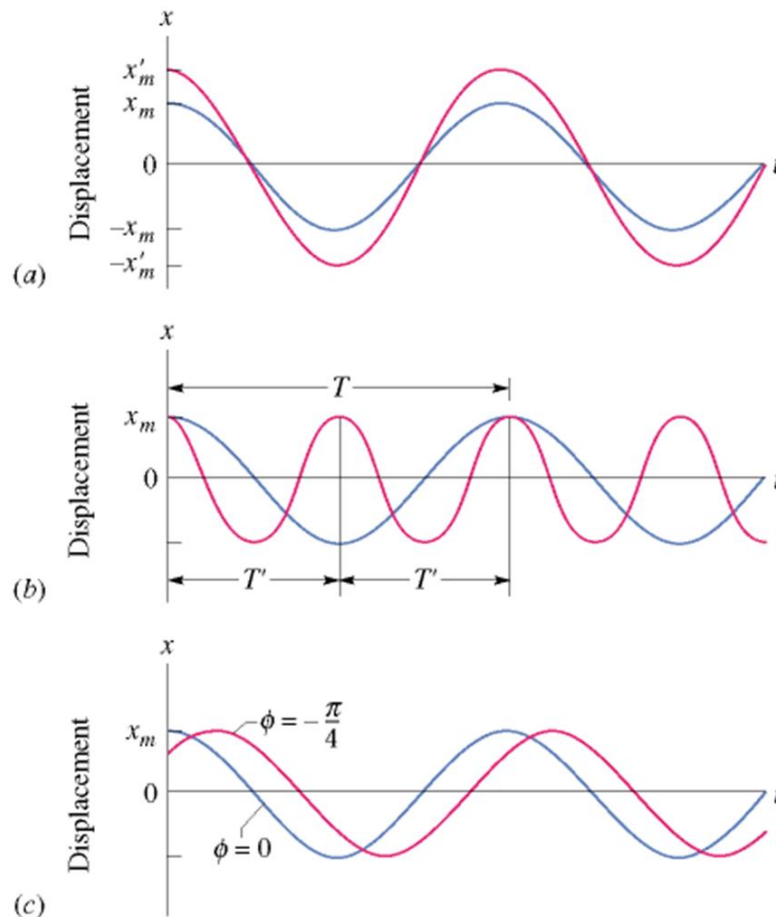 x
x′m
xm
0
t
−xm
−x′m
Displacement
(a)
x
T
xm
0
t
Displacement
T′ T′
(b)
x
ϕ = − π/4
xm
0
t
Displacement
ϕ = 0
(c)